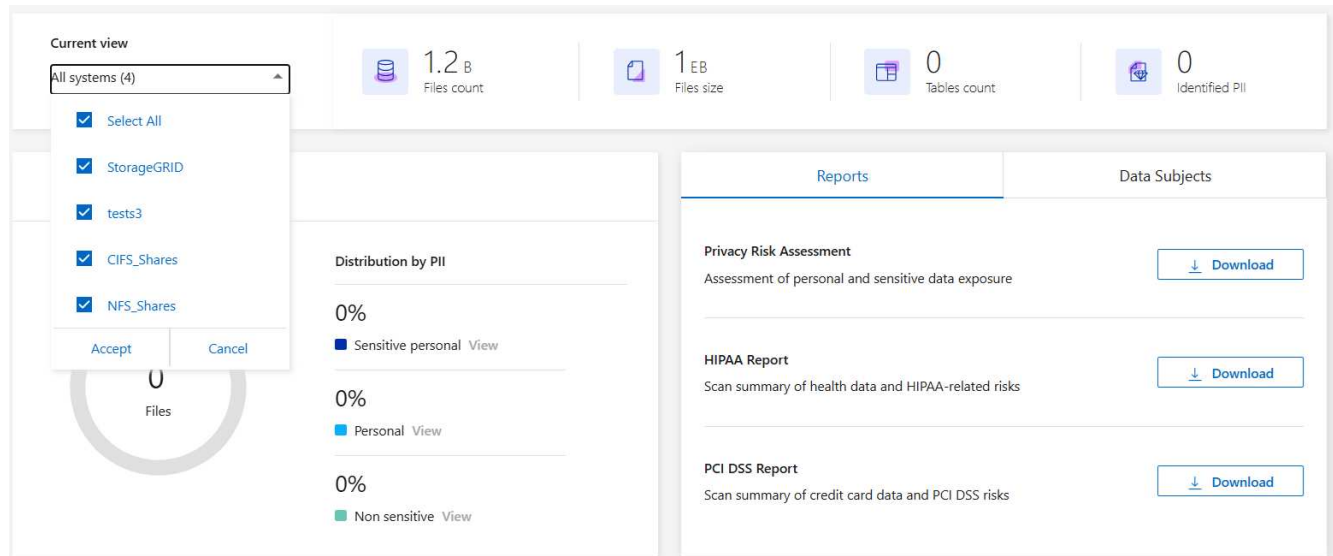 Current view
All systems (4)
Select All
StorageGRID
tests3
CIFS_Shares
NFS_Shares
Accept Cancel
1.2 B
Files count
1 EB
Files size
0
Tables count
0
Identified PII
0
Files
Distribution by PII
0%
Sensitive personal View
0%
Personal View
0%
Non sensitive View
Reports Data Subjects
Privacy Risk Assessment
Assessment of personal and sensitive data exposure
Download
HIPAA Report
Scan summary of health data and HIPAA-related risks
Download
PCI DSS Report
Scan summary of credit card data and PCI DSS risks
Download